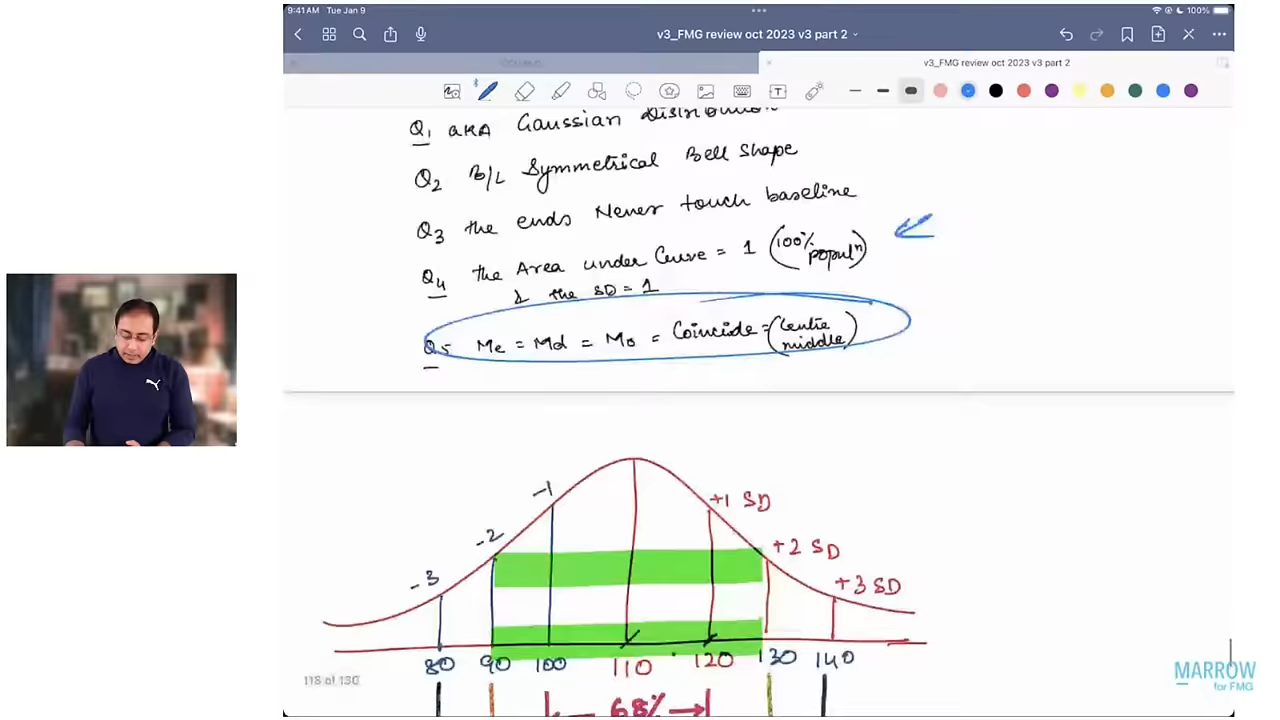 9:41AM Tue Jan 9
100%
v3_FMG review oct 2023 v3 part 2
v3_FMG review oct 2023 v3 part 2
Q1 aKA Gaussian Distribution
Q2 B/L Symmetrical Bell Shape
Q3 the ends Never touch baseline
Q4 the Area under Curve = 1 (100% populⁿ)
& the SD = 1
Q5 Me = Md = Mo = Coincide = (Centre middle)
-1 +1 SD
-2 +2 SD
-3 +3 SD
80 90 100 110 120 130 140
118 of 130
68%
MARROW
for FMG